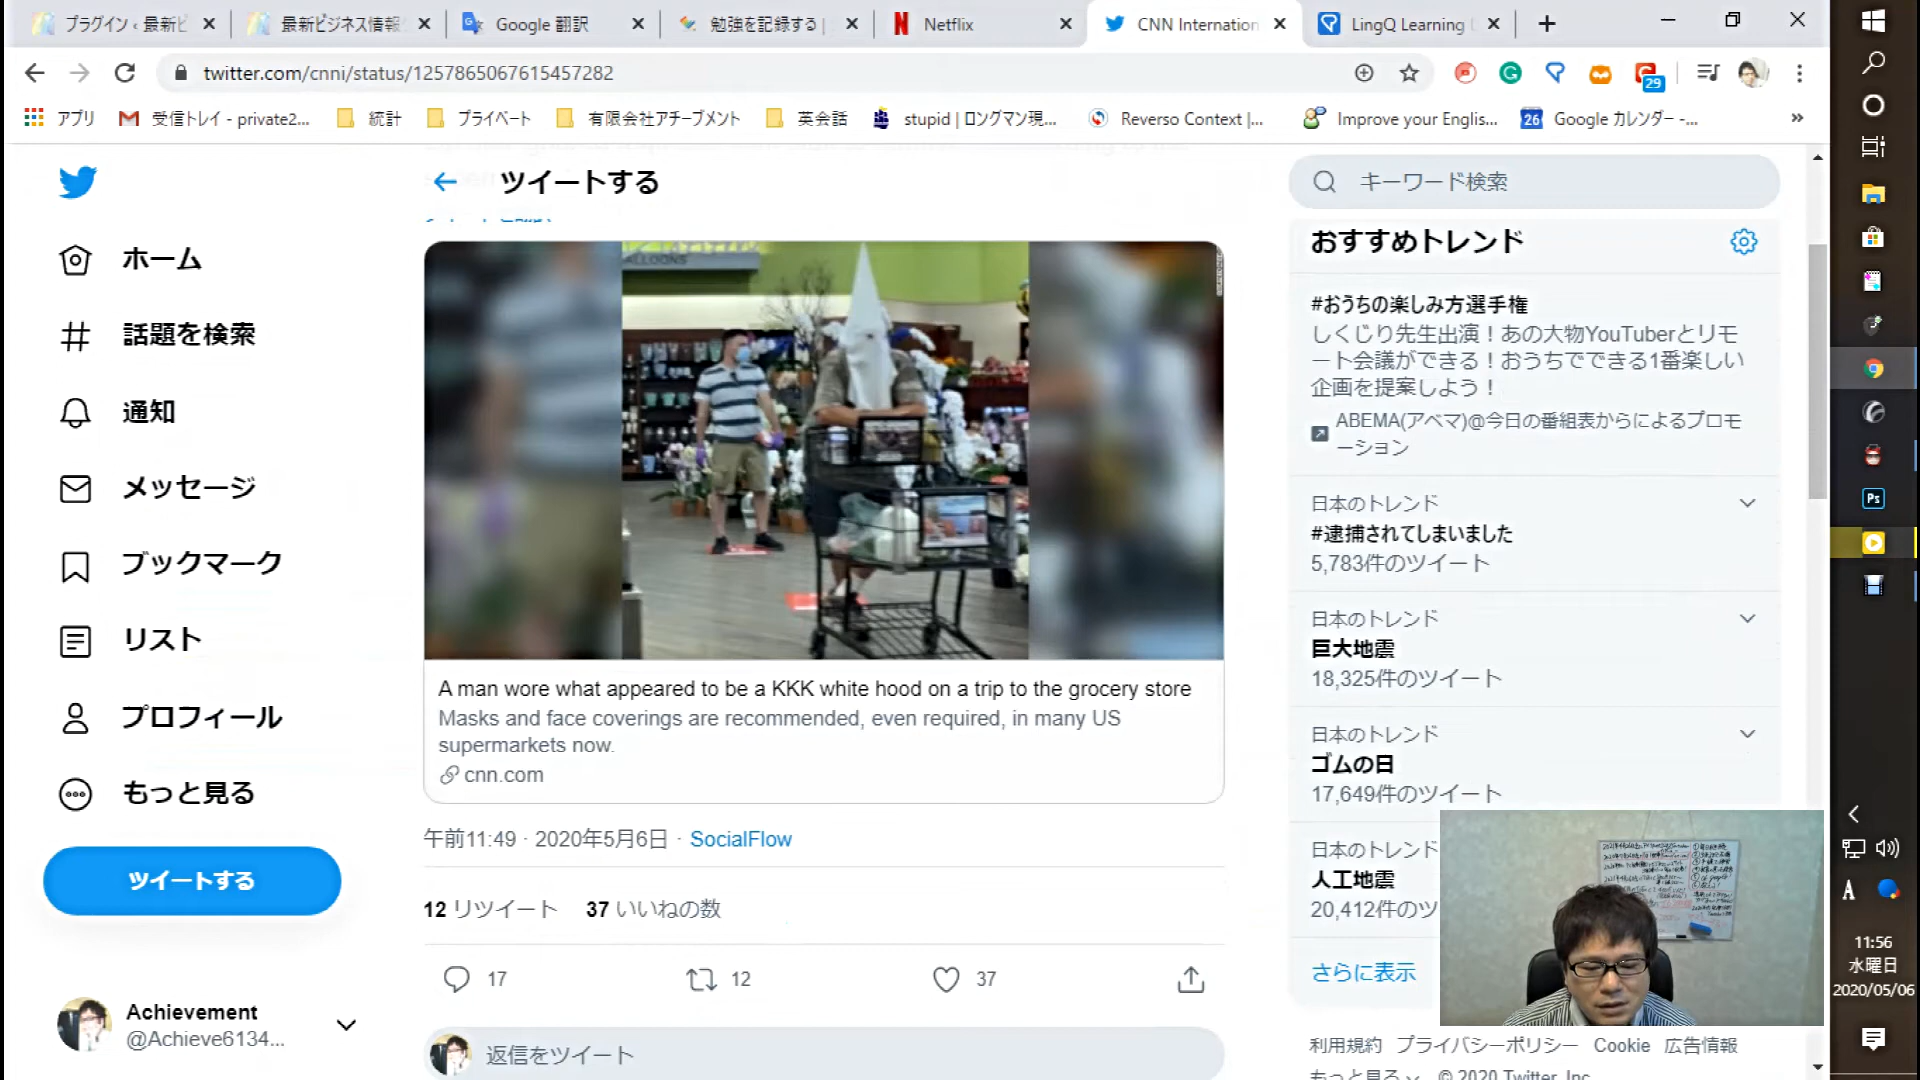 プラグイン ‹ 最新ビ
最新ビジネス情報
Google 翻訳
勉強を記録する |
Netflix
CNN Internation
LingQ Learning
twitter.com/cnni/status/1257865067615457282
29
アプリ
受信トレイ - private2...
統計
プライベート
有限会社アチーブメント
英会話
stupid | ロングマン現...
Reverso Context |...
Improve your Englis...
26
Google カレンダー -...
»
ツイートする
キーワード検索
ホーム
話題を検索
通知
メッセージ
ブックマーク
リスト
プロフィール
もっと見る
ツイートする
Achievement
@Achieve6134...
ALLOONS
A man wore what appeared to be a KKK white hood on a trip to the grocery store
Masks and face coverings are recommended, even required, in many US
supermarkets now.
cnn.com
午前11:49 · 2020年5月6日 · SocialFlow
12 リツイート 37 いいねの数
17 12 37
返信をツイート
おすすめトレンド
#おうちの楽しみ方選手権
しくじり先生出演！あの大物YouTuberとリモ
ート会議ができる！おうちでできる1番楽しい
企画を提案しよう！
ABEMA(アベマ)@今日の番組表からによるプロモ
ーション
日本のトレンド
#逮捕されてしまいました
5,783件のツイート
日本のトレンド
巨大地震
18,325件のツイート
日本のトレンド
ゴムの日
17,649件のツイート
日本のトレンド
人工地震
20,412件のツ
さらに表示
利用規約 プライバシーポリシー Cookie 広告情報
もっと見る © 2020 Twitter, Inc.
Ps
A
11:56
水曜日
2020/05/06